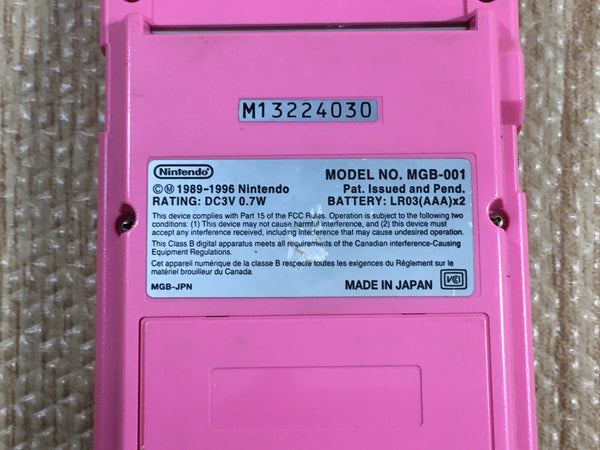 M13224030
Nintendo
MODEL NO. MGB-001
©Ⓜ 1989-1996 Nintendo
Pat. Issued and Pend.
RATING: DC3V 0.7W
BATTERY: LR03(AAA)x2
This device complies with Part 15 of the FCC Rules. Operation is subject to the following two
conditions: (1) This device may not cause harmful interference, and (2) this device must
accept any interference received, including interference that may cause undesired operation.
This Class B digital apparatus meets all requirements of the Canadian Interference-Causing
Equipment Regulations.
Cet appareil numérique de la classe B respecte toutes les exigences du Règlement sur le
matériel brouilleur du Canada.
MGB-JPN
MADE IN JAPAN
VCI